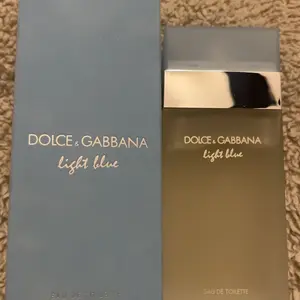 DOLCE & GABBANA
light blue
DOLCE & GABBANA
light blue
EAU DE TOILETTE